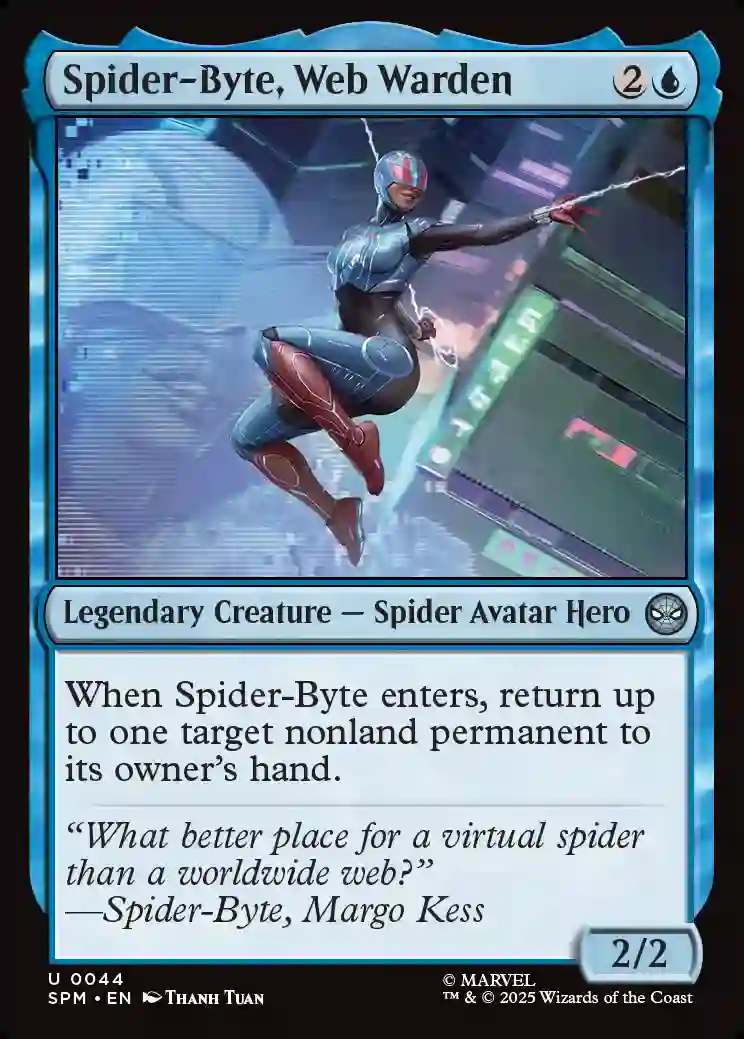 Spider-Byte, Web Warden
2
Legendary Creature — Spider Avatar Hero
When Spider-Byte enters, return up
to one target nonland permanent to
its owner's hand.
“What better place for a virtual spider
than a worldwide web?”
—Spider-Byte, Margo Kess
2/2
U 0044
SPM • EN Thanh Tuan
© MARVEL
™ & © 2025 Wizards of the Coast